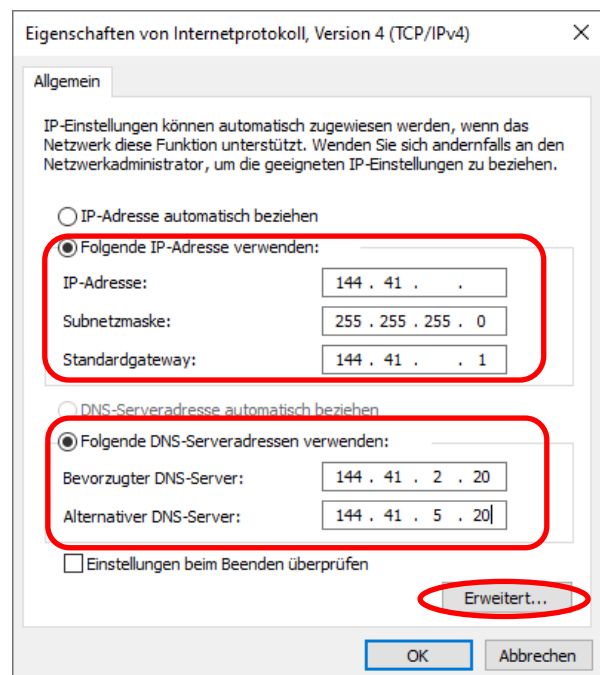 Eigenschaften von Internetprotokoll, Version 4 (TCP/IPv4)
Allgemein
IP-Einstellungen können automatisch zugewiesen werden, wenn das
Netzwerk diese Funktion unterstützt. Wenden Sie sich andernfalls an den
Netzwerkadministrator, um die geeigneten IP-Einstellungen zu beziehen.
IP-Adresse automatisch beziehen
Folgende IP-Adresse verwenden:
IP-Adresse: 144 . 41 . .
Subnetzmaske: 255 . 255 . 255 . 0
Standardgateway: 144 . 41 . . 1
DNS-Serveradresse automatisch beziehen
Folgende DNS-Serveradressen verwenden:
Bevorzugter DNS-Server: 144 . 41 . 2 . 20
Alternativer DNS-Server: 144 . 41 . 5 . 20
Einstellungen beim Beenden überprüfen
Erweitert...
OK Abbrechen